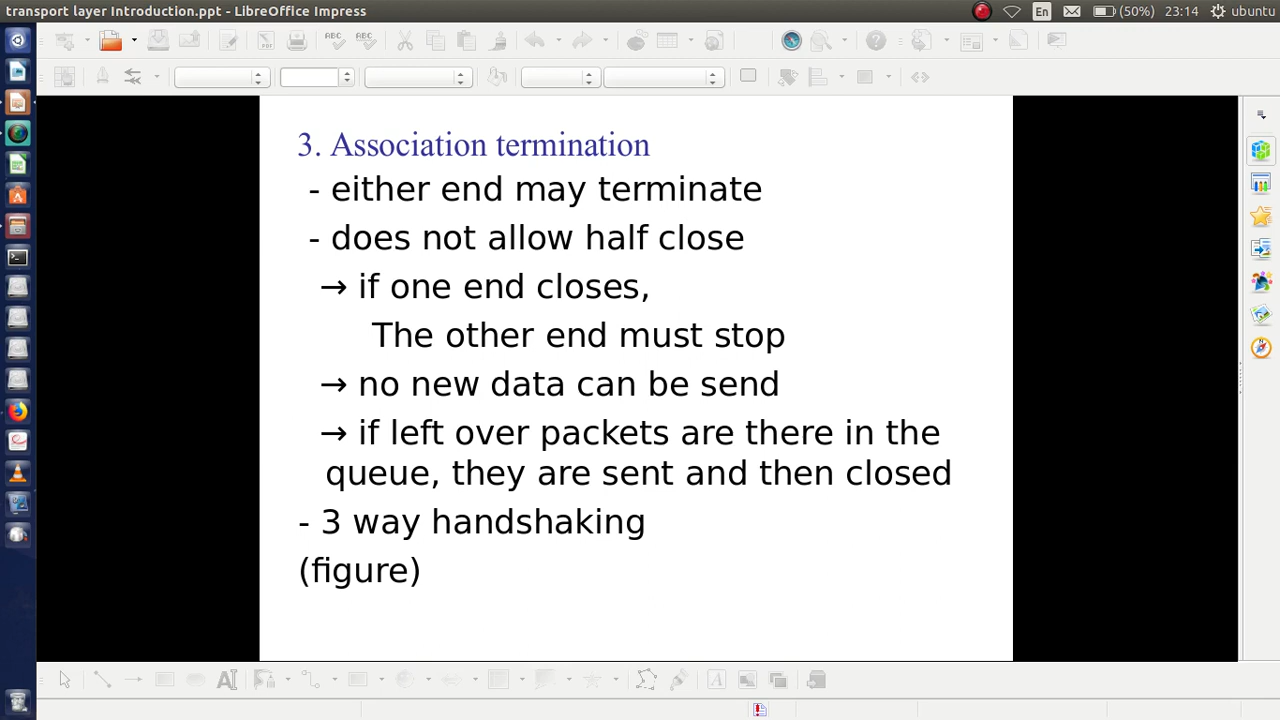 transport layer Introduction.ppt - LibreOffice Impress
En
(50%)
23:14
ubuntu
ABC
ABC
3. Association termination
- either end may terminate
- does not allow half close
→ if one end closes,
The other end must stop
→ no new data can be send
→ if left over packets are there in the
queue, they are sent and then closed
- 3 way handshaking
(figure)